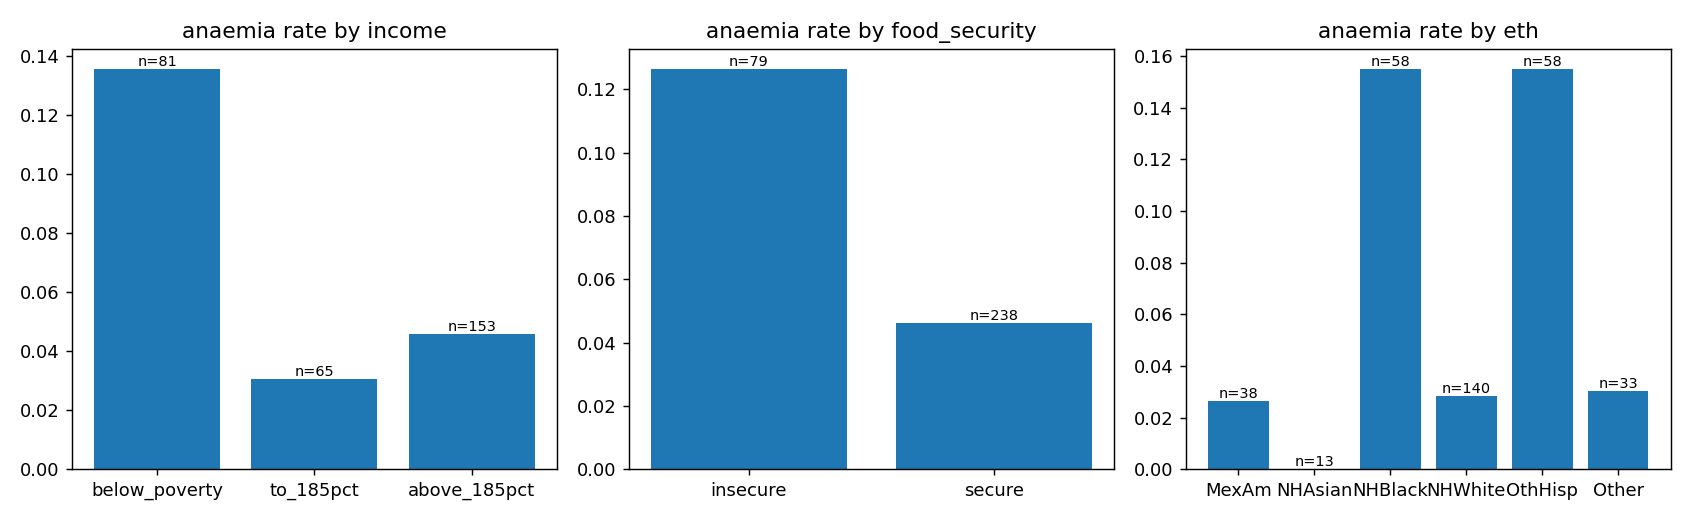 anaemia rate by income
0.14
0.12
0.10
0.08
0.06
0.04
0.02
0.00
n=81
n=65
n=153
below_poverty
to_185pct
above_185pct
anaemia rate by food_security
0.12
0.10
0.08
0.06
0.04
0.02
0.00
n=79
n=238
insecure
secure
anaemia rate by eth
0.16
0.14
0.12
0.10
0.08
0.06
0.04
0.02
0.00
n=38
n=13
n=58
n=140
n=58
n=33
MexAm
NHAsian
NHBlack
NHWhite
OthHisp
Other